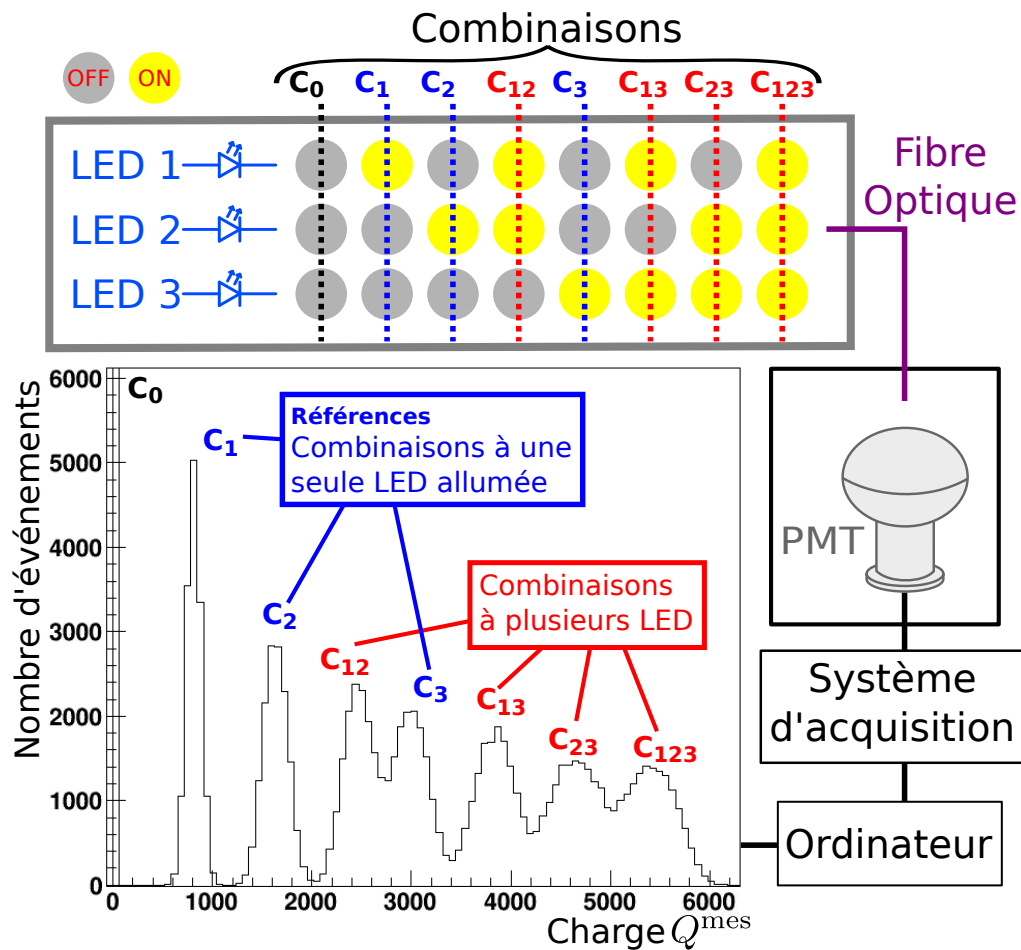 Combinaisons
OFF ON
C0 C1 C2 C12 C3 C13 C23 C123
LED 1
LED 2
LED 3
Fibre
Optique
Nombre d'événements
6000
5000
4000
3000
2000
1000
0
C0
C1
Références
Combinaisons à une
seule LED allumée
C2
C12
C3
Combinaisons
à plusieurs LED
C13
C23
C123
0 1000 2000 3000 4000 5000 6000
Charge Qmes
PMT
Système
d'acquisition
Ordinateur